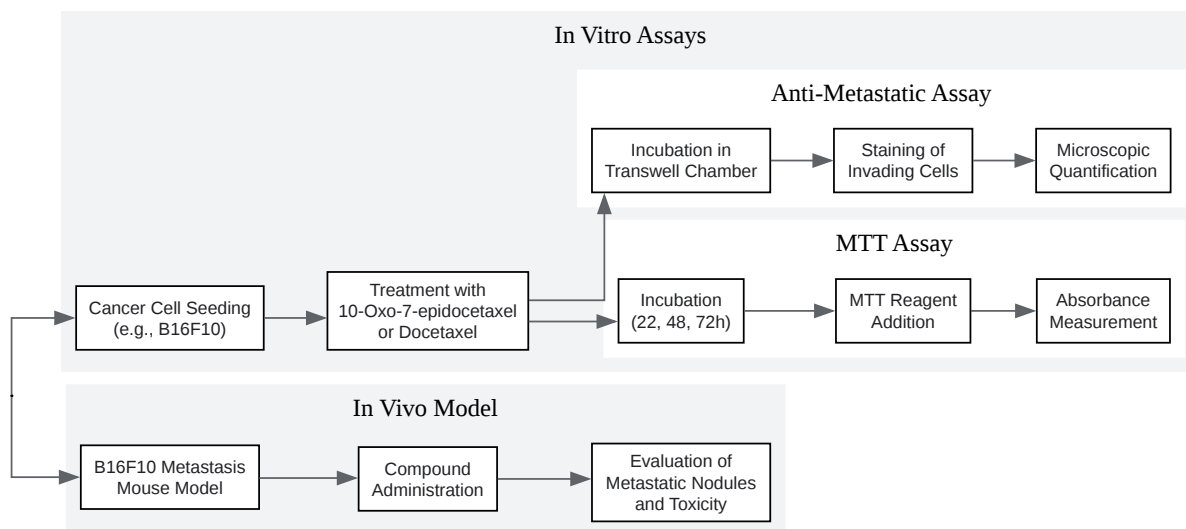 In Vitro Assays
Anti-Metastatic Assay
Incubation in
Transwell Chamber
Staining of
Invading Cells
Microscopic
Quantification
MTT Assay
Cancer Cell Seeding
(e.g., B16F10)
Treatment with
10-Oxo-7-epidocetaxel
or Docetaxel
Incubation
(22, 48, 72h)
MTT Reagent
Addition
Absorbance
Measurement
In Vivo Model
B16F10 Metastasis
Mouse Model
Compound
Administration
Evaluation of
Metastatic Nodules
and Toxicity